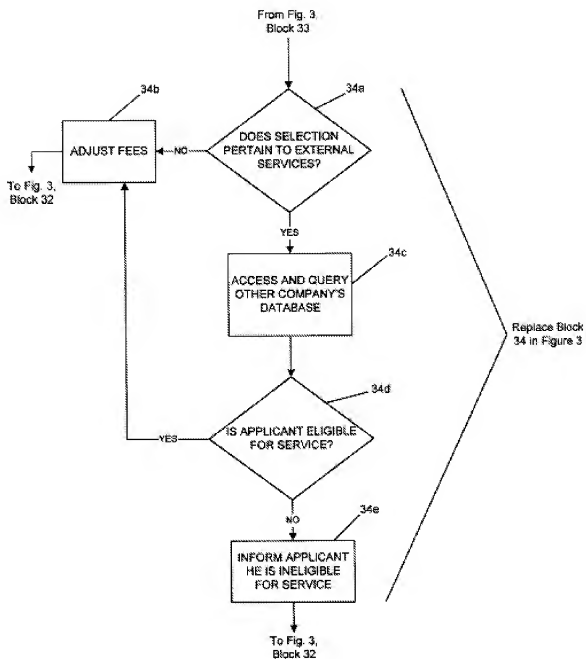 From Fig. 3,
Block 33
34b
34a
ADJUST FEES
NO
DOES SELECTION
PERTAIN TO EXTERNAL
SERVICES?
To Fig. 3,
Block 32
YES
34c
ACCESS AND QUERY
OTHER COMPANY'S
DATABASE
Replace Block
34 in Figure 3
34d
YES
IS APPLICANT ELIGIBLE
FOR SERVICE?
NO
34e
INFORM APPLICANT
HE IS INELIGIBLE
FOR SERVICE
To Fig. 3,
Block 32